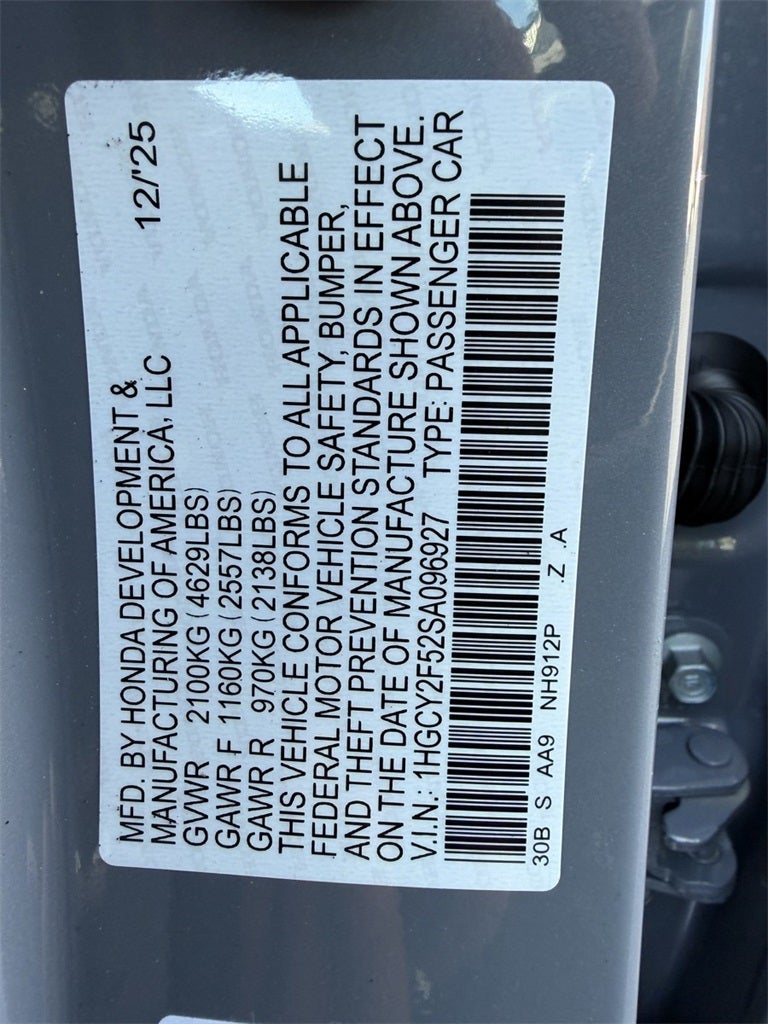 MFD. BY HONDA DEVELOPMENT &
MANUFACTURING OF AMERICA, LLC 12/'25
GVWR 2100KG (4629LBS)
GAWR F 1160KG (2557LBS)
GAWR R 970KG (2138LBS)
THIS VEHICLE CONFORMS TO ALL APPLICABLE
FEDERAL MOTOR VEHICLE SAFETY, BUMPER,
AND THEFT PREVENTION STANDARDS IN EFFECT
ON THE DATE OF MANUFACTURE SHOWN ABOVE.
V.I.N.: 1HGCY2F52SA096927 TYPE: PASSENGER CAR
30B S AA9 NH912P .Z .A